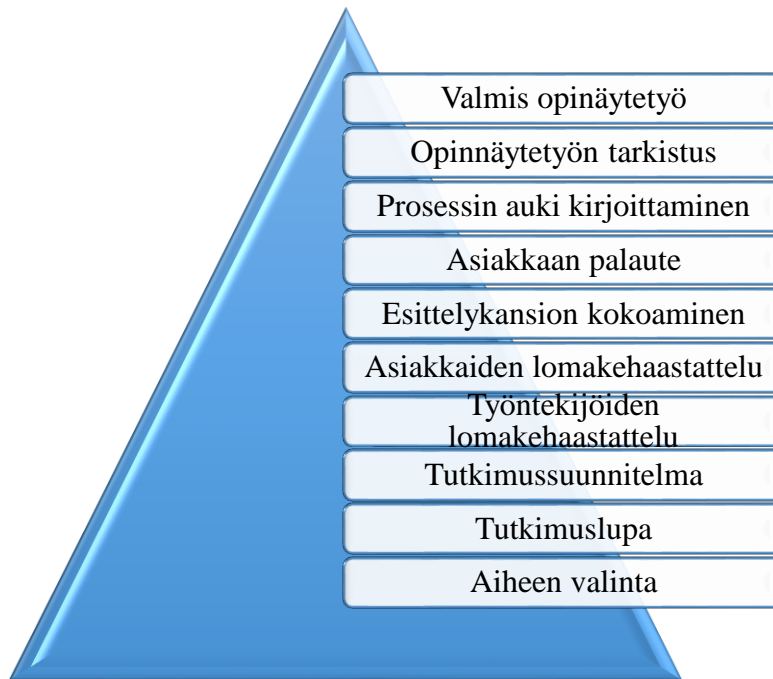 Valmis opinäytetyö
Opinnäytetyön tarkistus
Prosessin auki kirjoittaminen
Asiakkaan palaute
Esittelykansion kokoaminen
Asiakkaiden lomakehaastattelu
Työntekijöiden
lomakehaastattelu
Tutkimussuunnitelma
Tutkimuslupa
Aiheen valinta